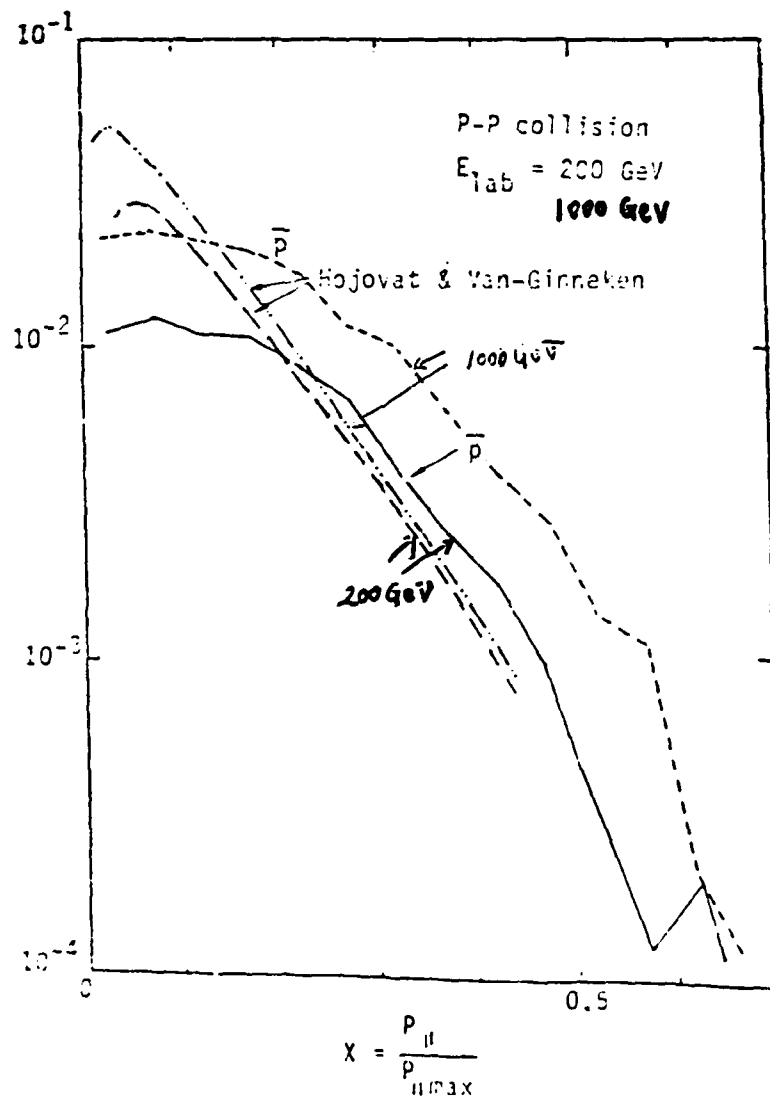 10⁻¹
P-P collision
E_lab = 200 GeV
1000 GeV
p̅
Hojovat & Van-Ginneken
10⁻²
1000 GeV
p̅
200 GeV
10⁻³
10⁻⁴
0
0.5
X = P_∥ / P_∥max